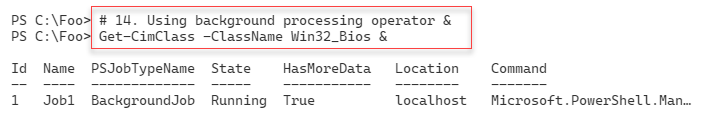 PS C:\Foo> # 14. Using background processing operator &
PS C:\Foo> Get-CimClass -ClassName Win32_Bios &
Id Name PSJobTypeName State HasMoreData Location Command
-- ---- ------------- ----- ----------- -------- -------
1 Job1 BackgroundJob Running True localhost Microsoft.PowerShell.Man…